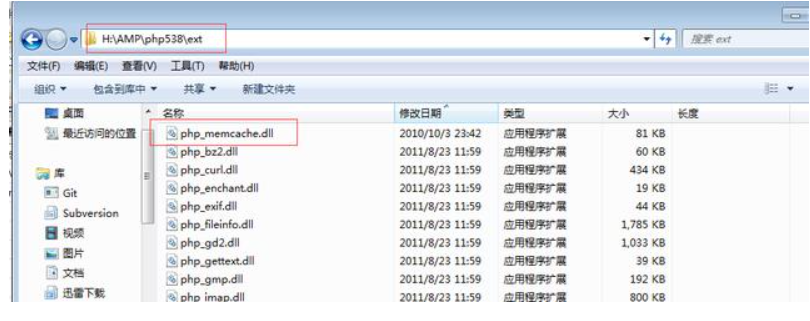 H:\AMP\php538\ext
搜索 ext
文件(F) 编辑(E) 查看(V) 工具(T) 帮助(H)
组织 包含到库中 共享 新建文件夹
桌面 名称 修改日期 类型 大小 长度
最近访问的位置 php_memcache.dll 2010/10/3 23:42 应用程序扩展 81 KB
php_bz2.dll 2011/8/23 11:59 应用程序扩展 60 KB
库 php_curl.dll 2011/8/23 11:59 应用程序扩展 434 KB
Git php_enchant.dll 2011/8/23 11:59 应用程序扩展 19 KB
Subversion php_exif.dll 2011/8/23 11:59 应用程序扩展 44 KB
视频 php_fileinfo.dll 2011/8/23 11:59 应用程序扩展 1,785 KB
图片 php_gd2.dll 2011/8/23 11:59 应用程序扩展 1,033 KB
php_gettext.dll 2011/8/23 11:59 应用程序扩展 39 KB
文档 php_gmp.dll 2011/8/23 11:59 应用程序扩展 192 KB
迅雷下载 php_imap.dll 2011/8/23 11:59 应用程序扩展 800 KB